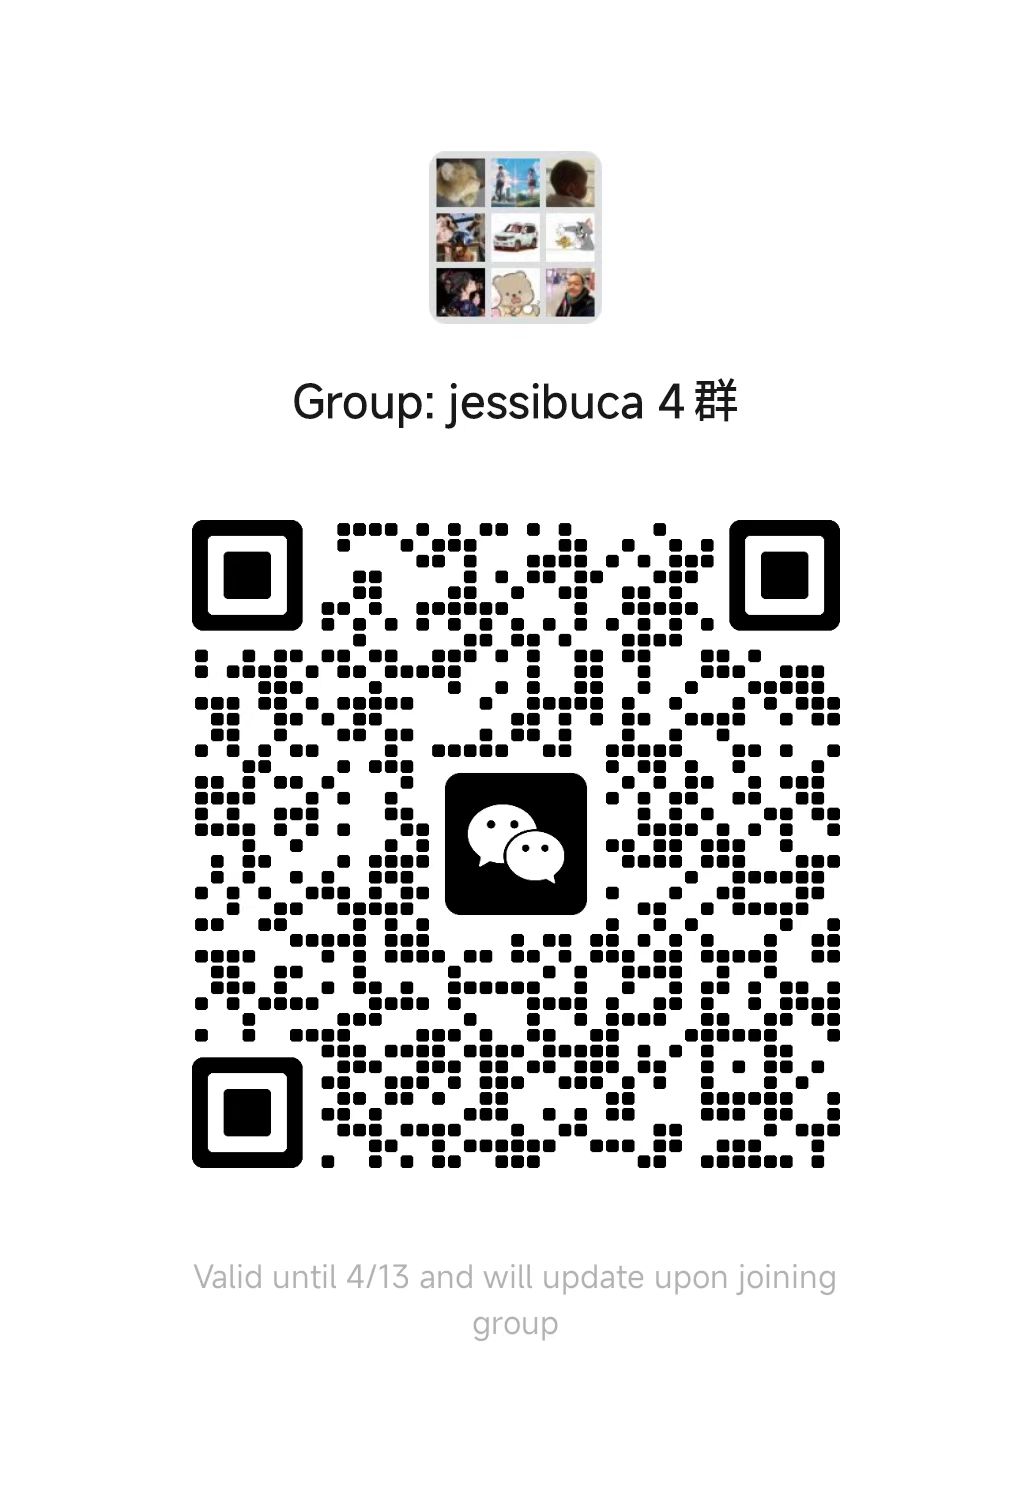 Group: jessibuca 4 群
Valid until 4/13 and will update upon joining
group